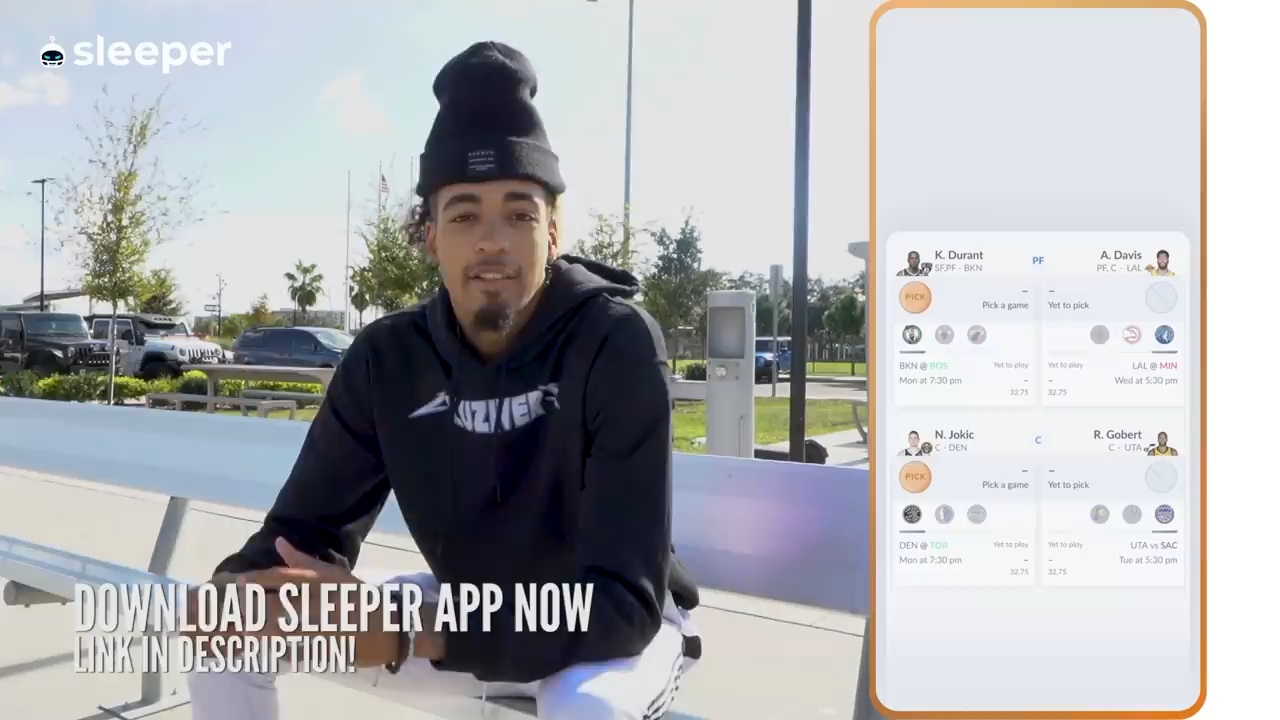 sleeper
DOWNLOAD SLEEPER APP NOW
LINK IN DESCRIPTION!
K. Durant
SF,PF - BKN
PF
A. Davis
PF, C - LAL
PICK
–
Pick a game
–
Yet to pick
BKN @ BOS
Yet to play
Mon at 7:30 pm
–
32.75
Yet to play
LAL @ MIN
–
Wed at 5:30 pm
32.75
N. Jokic
C - DEN
C
R. Gobert
C - UTA
PICK
–
Pick a game
–
Yet to pick
DEN @ TOR
Yet to play
Mon at 7:30 pm
–
32.75
Yet to play
UTA vs SAC
–
Tue at 5:30 pm
32.75